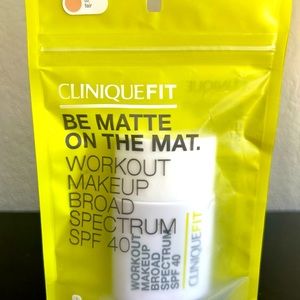 fair
CLINIQUEFIT
BE MATTE
ON THE MAT.
WORKOUT
MAKEUP
BROAD
SPECTRUM
SPF 40
WORKOUT
MAKEUP
BROAD
SPECTRUM
SPF 40
CLINIQUEFIT